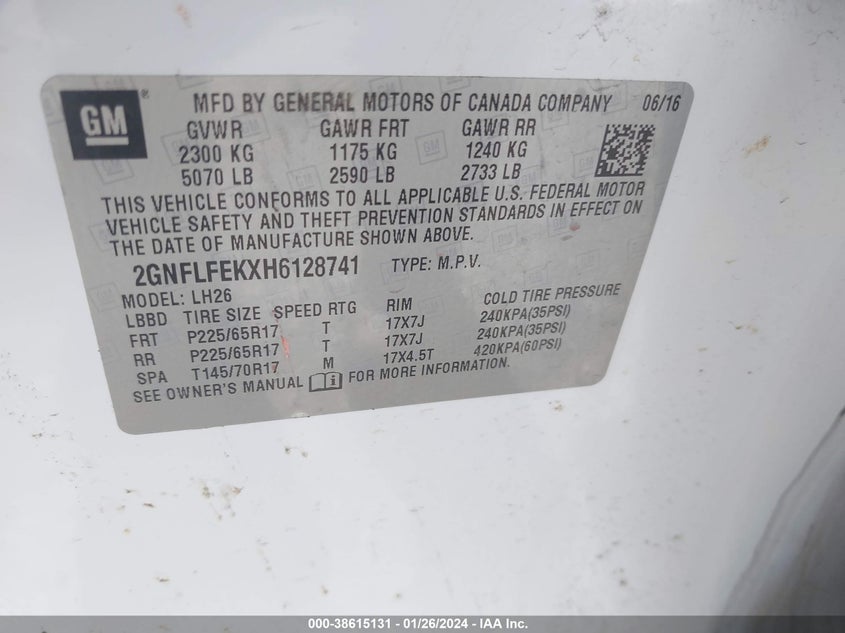 GM ® MFD BY GENERAL MOTORS OF CANADA COMPANY 06/16
GVWR GAWR FRT GAWR RR
2300 KG 1175 KG 1240 KG
5070 LB 2590 LB 2733 LB
THIS VEHICLE CONFORMS TO ALL APPLICABLE U.S. FEDERAL MOTOR
VEHICLE SAFETY AND THEFT PREVENTION STANDARDS IN EFFECT ON
THE DATE OF MANUFACTURE SHOWN ABOVE.
2GNFLFEKXH6128741 TYPE: M.P.V.
MODEL: LH26
LBBD TIRE SIZE SPEED RTG RIM COLD TIRE PRESSURE
FRT P225/65R17 T 17X7J 240KPA(35PSI)
RR P225/65R17 T 17X7J 240KPA(35PSI)
SPA T145/70R17 M 17X4.5T 420KPA(60PSI)
SEE OWNER'S MANUAL FOR MORE INFORMATION.
000-38615131 - 01/26/2024 - IAA Inc.